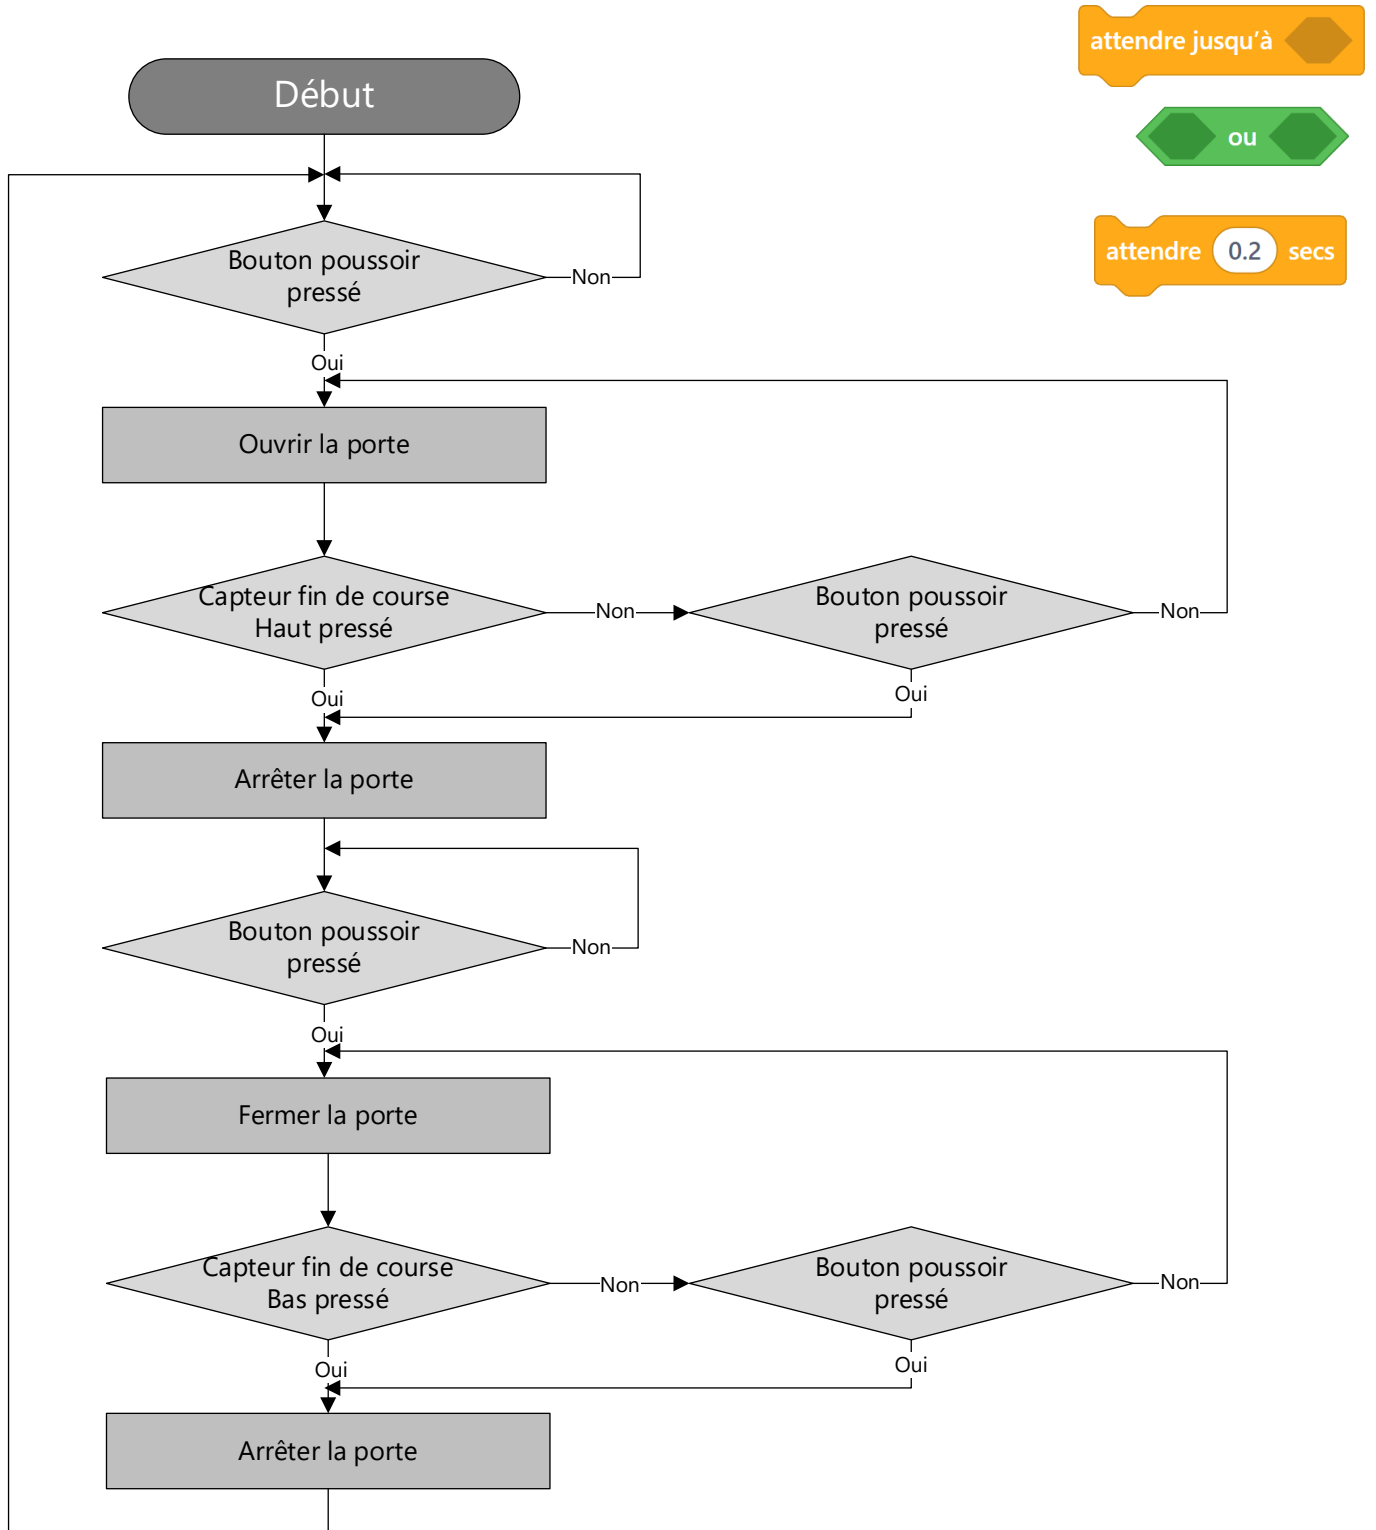 attendre jusqu'à
Début
ou
attendre 0.2 secs
Bouton poussoir
pressé
Non
Oui
Ouvrir la porte
Capteur fin de course
Haut pressé
Non
Bouton poussoir
pressé
Non
Oui
Oui
Arrêter la porte
Bouton poussoir
pressé
Non
Oui
Fermer la porte
Capteur fin de course
Bas pressé
Non
Bouton poussoir
pressé
Non
Oui
Oui
Arrêter la porte